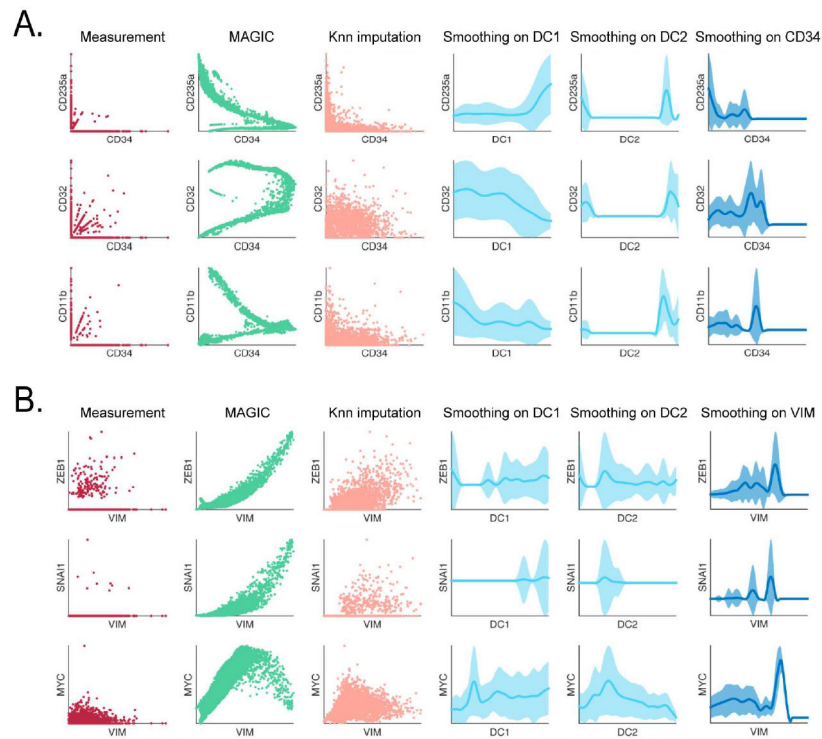 A.
Measurement MAGIC Knn imputation Smoothing on DC1 Smoothing on DC2 Smoothing on CD34
CD235a CD235a CD235a CD235a CD235a CD235a
CD34 CD34 CD34 DC1 DC2 CD34
CD32 CD32 CD32 CD32 CD32 CD32
CD34 CD34 CD34 DC1 DC2 CD34
CD11b CD11b CD11b CD11b CD11b CD11b
CD34 CD34 CD34 DC1 DC2 CD34
B.
Measurement MAGIC Knn imputation Smoothing on DC1 Smoothing on DC2 Smoothing on VIM
ZEB1 ZEB1 ZEB1 ZEB1 ZEB1 ZEB1
VIM VIM VIM DC1 DC2 VIM
SNAI1 SNAI1 SNAI1 SNAI1 SNAI1 SNAI1
VIM VIM VIM DC1 DC2 VIM
MYC MYC MYC MYC MYC MYC
VIM VIM VIM DC1 DC2 VIM